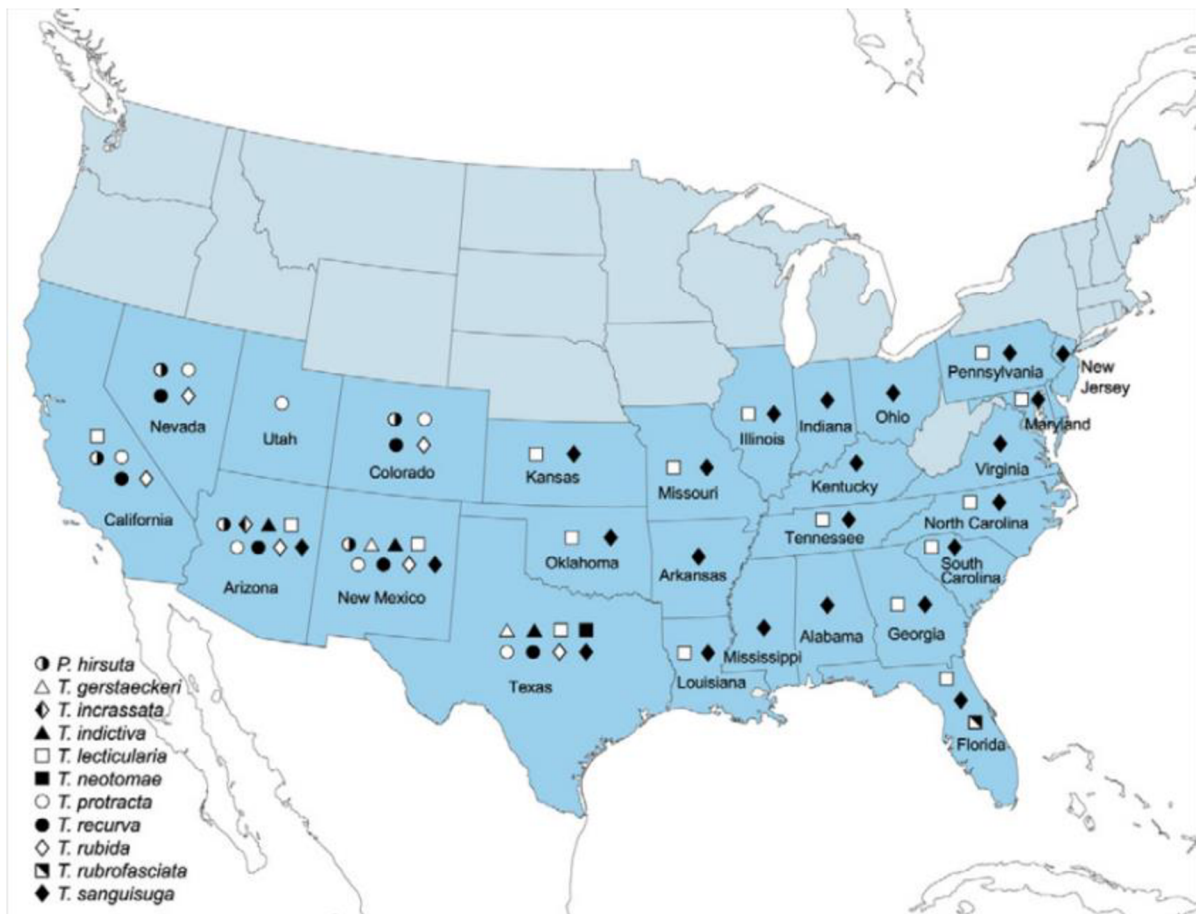 Pennsylvania
New
Jersey
Maryland
Nevada
Utah
Colorado
Kansas
Missouri
Illinois
Indiana
Ohio
Kentucky
Virginia
California
Arizona
New Mexico
Oklahoma
Arkansas
Tennessee
North Carolina
South
Carolina
Texas
Louisiana
Mississippi
Alabama
Georgia
Florida
P. hirsuta
T. gerstaeckeri
T. incrassata
T. indictiva
T. lecticularia
T. neotomae
T. protracta
T. recurva
T. rubida
T. rubrofasciata
T. sanguisuga